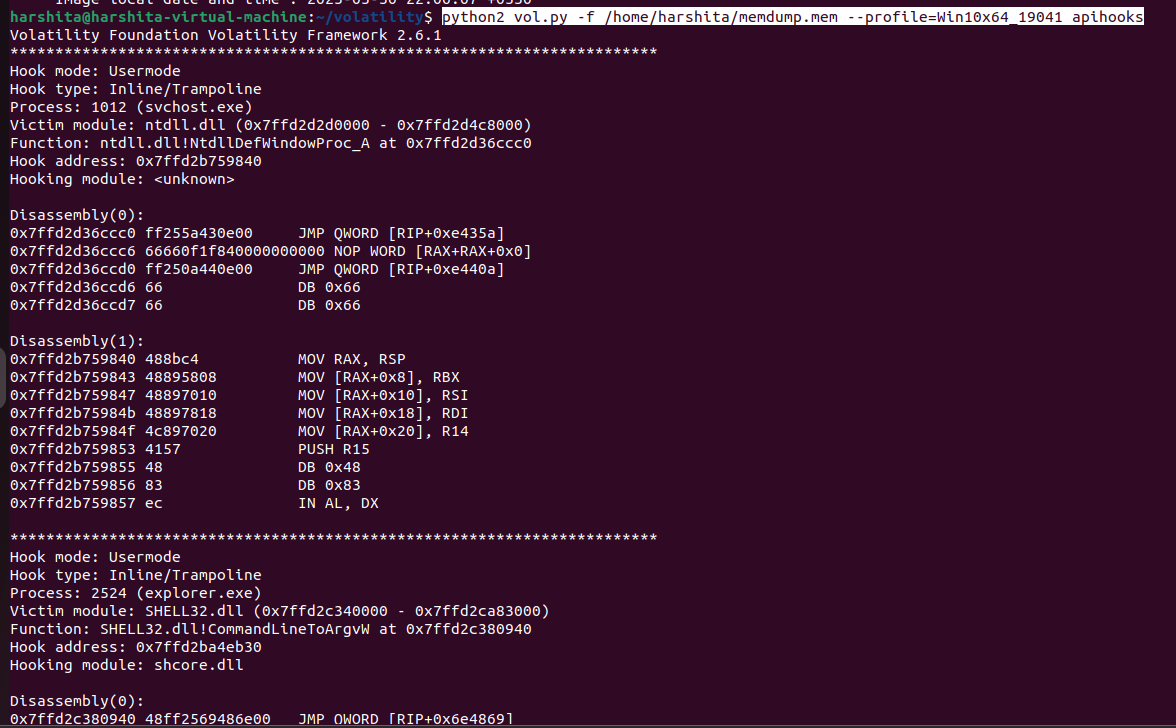 harshita@harshita-virtual-machine:~/volatility$ python2 vol.py -f /home/harshita/memdump.mem --profile=Win10x64_19041 apihooks
Volatility Foundation Volatility Framework 2.6.1
************************************************************************
Hook mode: Usermode
Hook type: Inline/Trampoline
Process: 1012 (svchost.exe)
Victim module: ntdll.dll (0x7ffd2d2d0000 - 0x7ffd2d4c8000)
Function: ntdll.dll!NtdllDefWindowProc_A at 0x7ffd2d36ccc0
Hook address: 0x7ffd2b759840
Hooking module: <unknown>

Disassembly(0):
0x7ffd2d36ccc0 ff255a430e00     JMP QWORD [RIP+0xe435a]
0x7ffd2d36ccc6 66660f1f840000000000 NOP WORD [RAX+RAX+0x0]
0x7ffd2d36ccd0 ff250a440e00     JMP QWORD [RIP+0xe440a]
0x7ffd2d36ccd6 66               DB 0x66
0x7ffd2d36ccd7 66               DB 0x66

Disassembly(1):
0x7ffd2b759840 488bc4           MOV RAX, RSP
0x7ffd2b759843 48895808         MOV [RAX+0x8], RBX
0x7ffd2b759847 48897010         MOV [RAX+0x10], RSI
0x7ffd2b75984b 48897818         MOV [RAX+0x18], RDI
0x7ffd2b75984f 4c897020         MOV [RAX+0x20], R14
0x7ffd2b759853 4157             PUSH R15
0x7ffd2b759855 48               DB 0x48
0x7ffd2b759856 83               DB 0x83
0x7ffd2b759857 ec               IN AL, DX

************************************************************************
Hook mode: Usermode
Hook type: Inline/Trampoline
Process: 2524 (explorer.exe)
Victim module: SHELL32.dll (0x7ffd2c340000 - 0x7ffd2ca83000)
Function: SHELL32.dll!CommandLineToArgvW at 0x7ffd2c380940
Hook address: 0x7ffd2ba4eb30
Hooking module: shcore.dll

Disassembly(0):
0x7ffd2c380940 48ff2569486e00   JMP QWORD [RIP+0x6e4869]